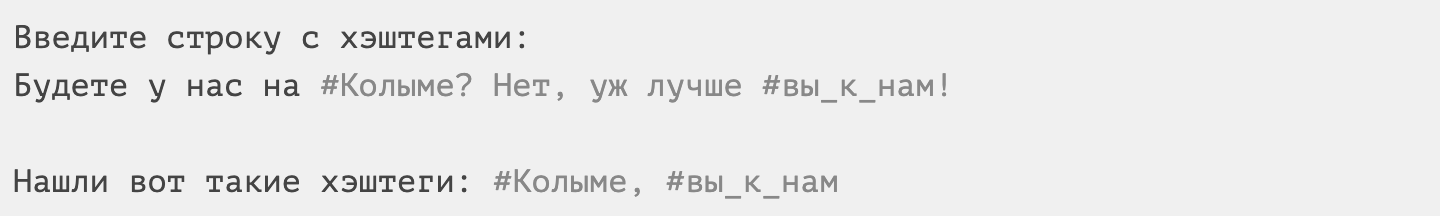 Введите строку с хэштегами:
Будете у нас на #Колыме? Нет, уж лучше #вы_к_нам!
Нашли вот такие хэштеги: #Колыме, #вы_к_нам